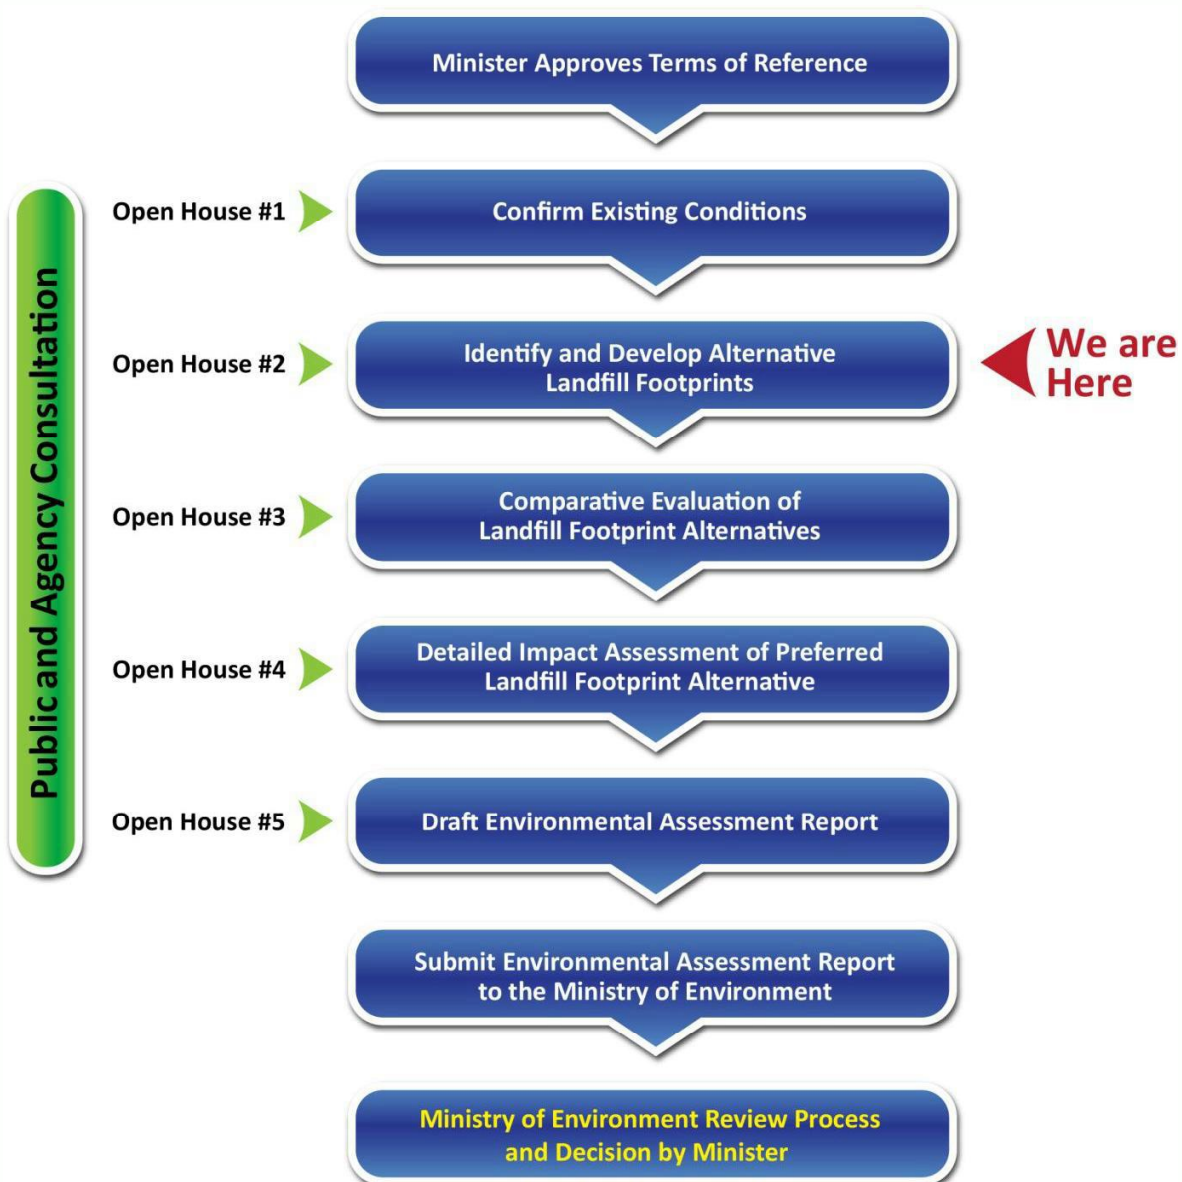 Minister Approves Terms of Reference
Public and Agency Consultation
Open House #1
Confirm Existing Conditions
Open House #2
Identify and Develop Alternative
Landfill Footprints
We are
Here
Open House #3
Comparative Evaluation of
Landfill Footprint Alternatives
Open House #4
Detailed Impact Assessment of Preferred
Landfill Footprint Alternative
Open House #5
Draft Environmental Assessment Report
Submit Environmental Assessment Report
to the Ministry of Environment
Ministry of Environment Review Process
and Decision by Minister